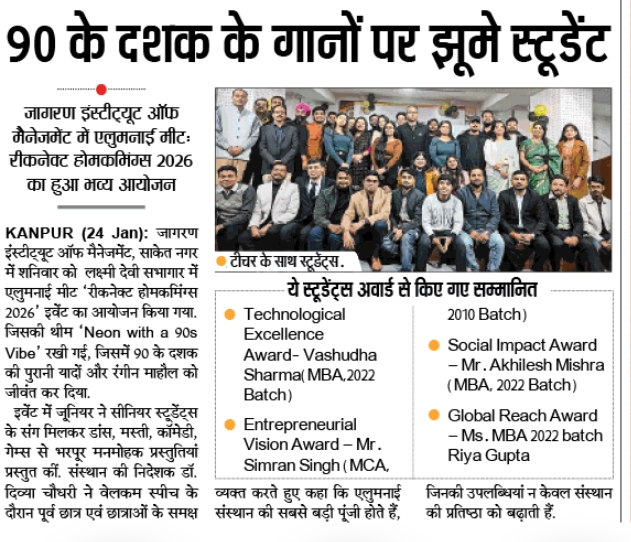 90 के दशक के गानों पर झूमे स्टूडेंट
जागरण इंस्टीट्यूट ऑफ
मैनेजमेंट में एलुमनाई मीटः
रीकनेक्ट होमकमिंग्स 2026
का हुआ भव्य आयोजन
KANPUR (24 Jan): जागरण
इंस्टीट्यूट ऑफ मैनेजमेंट, साकेत नगर
में शनिवार को लक्ष्मी देवी सभागार में
एलुमनाई मीट ‘रीकनेक्ट होमकमिंग्स
2026’ इवेंट का आयोजन किया गया.
जिसकी थीम ‘Neon with a 90s
Vibe’ रखी गई, जिसमें 90 के दशक
की पुरानी यादों और रंगीन माहौल को
जीवंत कर दिया.
इवेंट में जूनियर ने सीनियर स्टूडेंट्स
के संग मिलकर डांस, मस्ती, कॉमेडी,
गेम्स से भरपूर मनमोहक प्रस्तुतियां
प्रस्तुत कीं. संस्थान की निदेशक डॉ.
दिव्या चौधरी ने वेलकम स्पीच के
दौरान पूर्व छात्र एवं छात्राओं के समक्ष
टीचर के साथ स्टूडेंट्स.
ये स्टूडेंट्स अवार्ड से किए गए सम्मानित
Technological
Excellence
Award- Vashudha
Sharma(MBA,2022
Batch)
Entrepreneurial
Vision Award – Mr.
Simran Singh (MCA,
2010 Batch)
Social Impact Award
– Mr. Akhilesh Mishra
(MBA, 2022 Batch)
Global Reach Award
– Ms. MBA 2022 batch
Riya Gupta
व्यक्त करते हुए कहा कि एलुमनाई
संस्थान की सबसे बड़ी पूंजी होते हैं,
जिनकी उपलब्धियां न केवल संस्थान
की प्रतिष्ठा को बढ़ाती हैं.